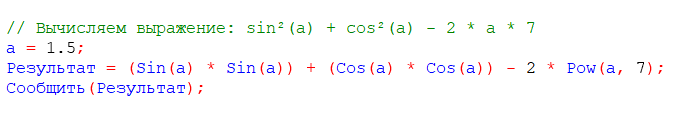 // Вычисляем выражение: sin²(a) + cos²(a) - 2 * a * 7
a = 1.5;
Результат = (Sin(a) * Sin(a)) + (Cos(a) * Cos(a)) - 2 * Pow(a, 7);
Сообщить(Результат);